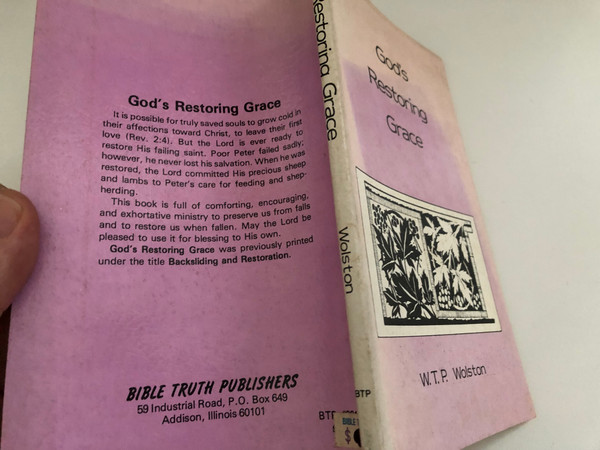 God's Restoring Grace
It is possible for truly saved souls to grow cold in
their affections toward Christ, to leave their first
love (Rev. 2:4). But the Lord is ever ready to
restore His failing saint. Poor Peter failed sadly;
however, he never lost his salvation. When he was
restored, the Lord committed His precious sheep
and lambs to Peter's care for feeding and shep-
herding.
This book is full of comforting, encouraging,
and exhortative ministry to preserve us from falls
and to restore us when fallen. May the Lord be
pleased to use it for blessing to His own.
God's Restoring Grace was previously printed
under the title Backsliding and Restoration.
BIBLE TRUTH PUBLISHERS
59 Industrial Road, P.O. Box 649
Addison, Illinois 60101
BTP
BIBLE T
$
Restoring Grace
Wolston
BTP
God's
Restoring
Grace
W.T.P. Wolston